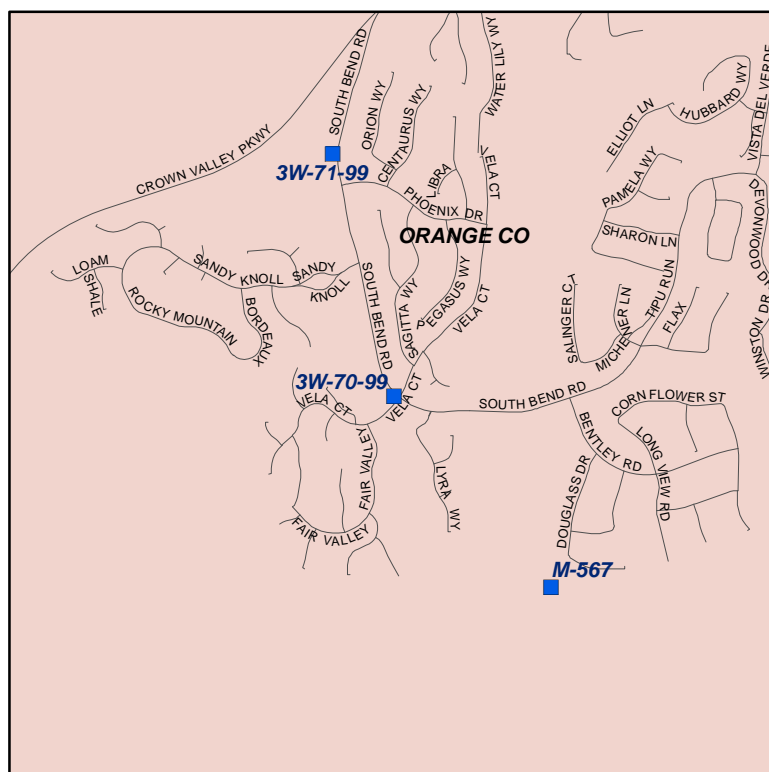 SOUTH BEND RD
ORION WY
CENTAURUS WY
WATER LILY WY
HUBBARD WY
VISTA DEL VERDE
ELLIOT LN
CROWN VALLEY PKWY
3W-71-99
LIBRA
VELA CT
PAMELA WY
DEVONWOOD DR
PHOENIX DR
ORANGE CO
SHARON LN
LOAM
SHALE
SANDY KNOLL
SANDY
KNOLL
ROCKY MOUNTAIN
BORDEAUX
SOUTH BEND RD
SAGITTA WY
PEGASUS WY
VELA CT
SALINGER CT
MICHENER LN
TIPU RUN
FLAX
WINSTON DR
3W-70-99
VELA CT
VELA CT
SOUTH BEND RD
CORN FLOWER ST
BENTLEY RD
LONG VIEW RD
FAIR VALLEY
FAIR VALLEY
LYRA WY
DOUGLASS DR
M-567